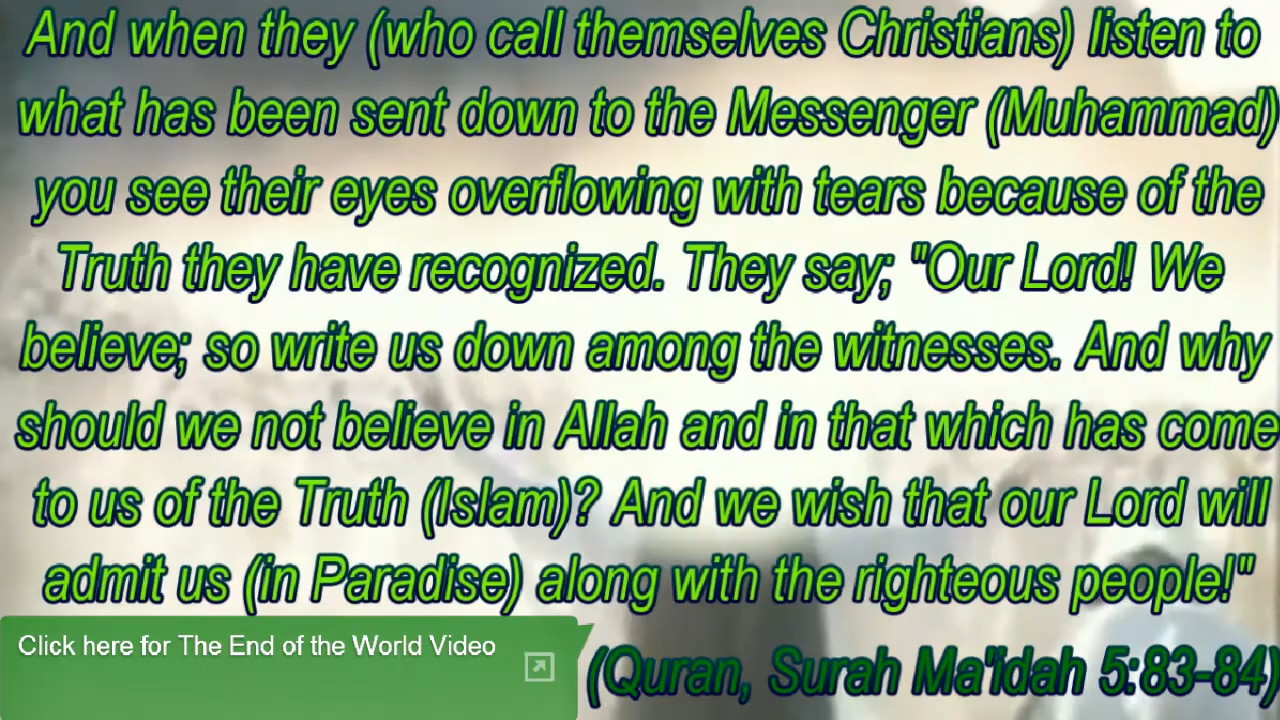 And when they (who call themselves Christians) listen to
what has been sent down to the Messenger (Muhammad)
you see their eyes overflowing with tears because of the
Truth they have recognized. They say; "Our Lord! We
believe; so write us down among the witnesses. And why
should we not believe in Allah and in that which has come
to us of the Truth (Islam)? And we wish that our Lord will
admit us (in Paradise) along with the righteous people!"
Click here for The End of the World Video
(Quran, Surah Ma'idah 5:83-84)